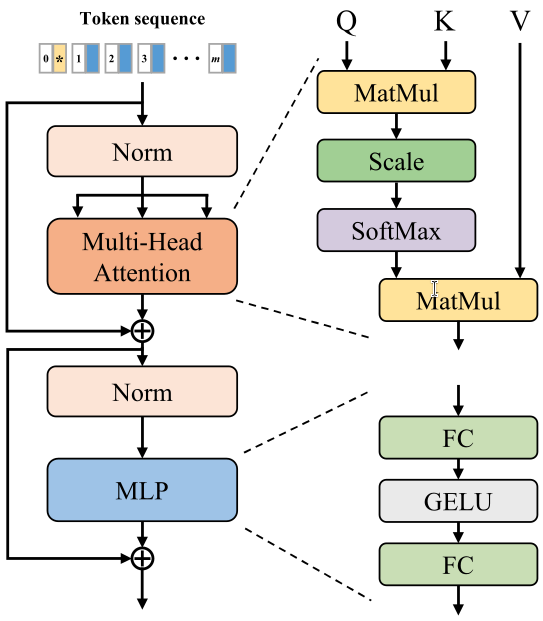 Token sequence
0 * 1 2 3 ··· m
Norm
Multi-Head
Attention
Norm
MLP
Q K V
MatMul
Scale
SoftMax
MatMul
FC
GELU
FC